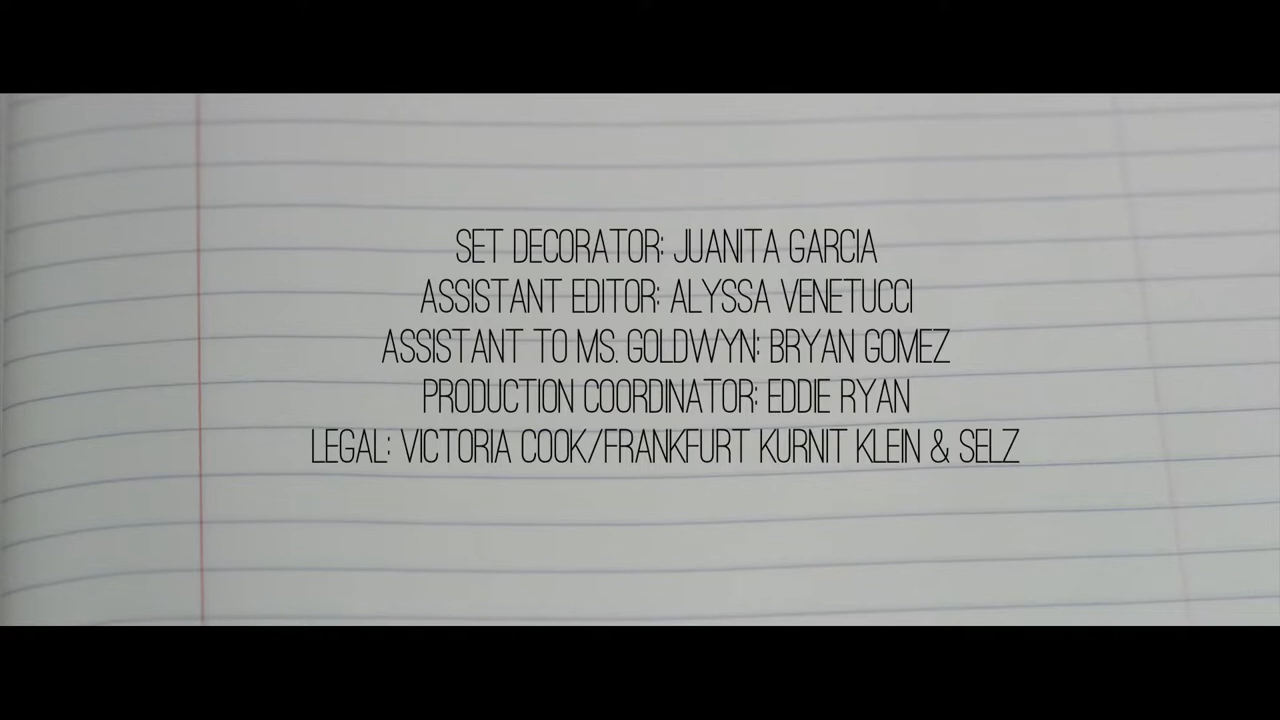 SET DECORATOR: JUANITA GARCIA
ASSISTANT EDITOR: ALYSSA VENETUCCI
ASSISTANT TO MS. GOLDWYN: BRYAN GOMEZ
PRODUCTION COORDINATOR: EDDIE RYAN
LEGAL: VICTORIA COOK/FRANKFURT KURNIT KLEIN & SELZ